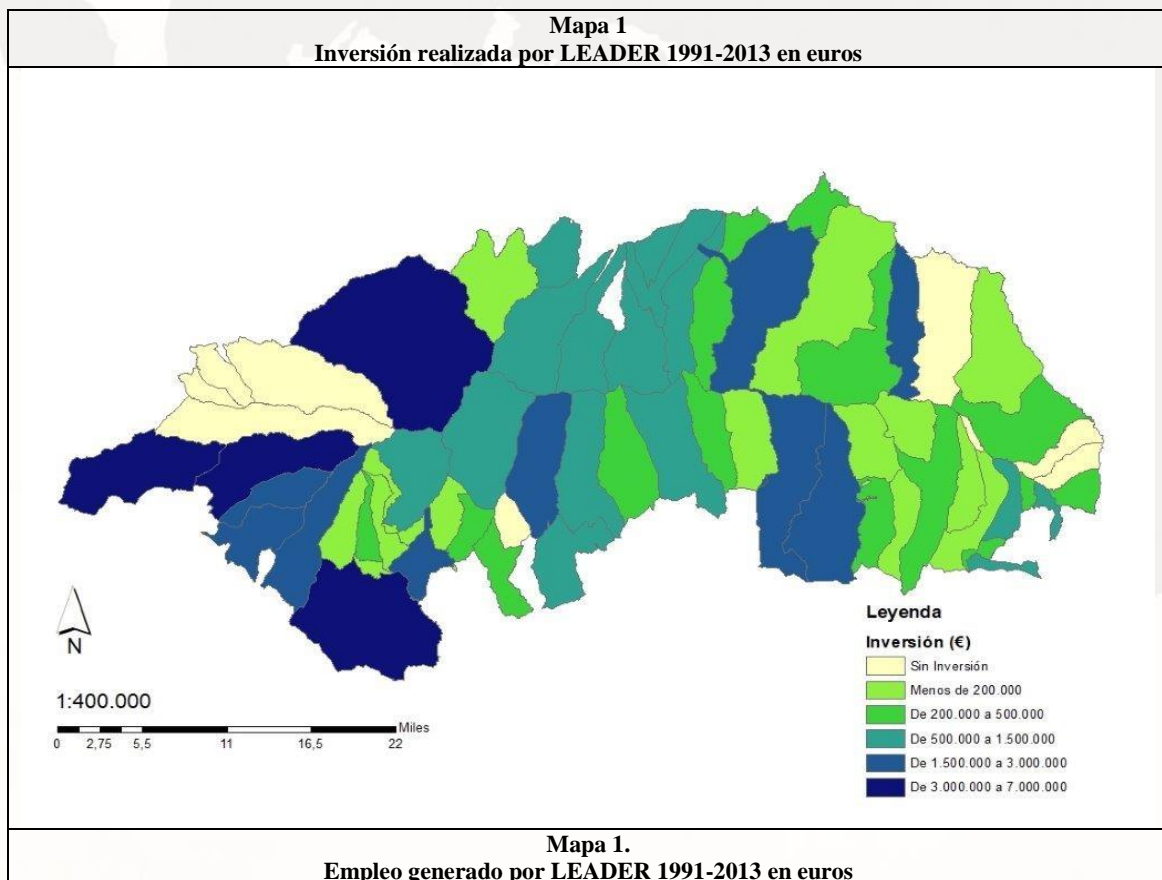 Mapa 1
Inversión realizada por LEADER 1991-2013 en euros
N
1:400.000
Miles
0 2,75 5,5 11 16,5 22
Leyenda
Inversión (€)
Sin Inversión
Menos de 200.000
De 200.000 a 500.000
De 500.000 a 1.500.000
De 1.500.000 a 3.000.000
De 3.000.000 a 7.000.000
Mapa 1.
Empleo generado por LEADER 1991-2013 en euros